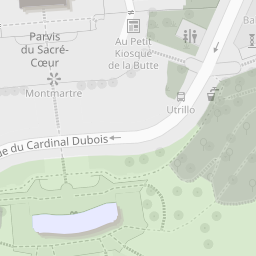 Parvis
du Sacré-
Cœur
Au Petit
Kiosque
de la Butte
Montmartre
Utrillo
du Cardinal Dubois